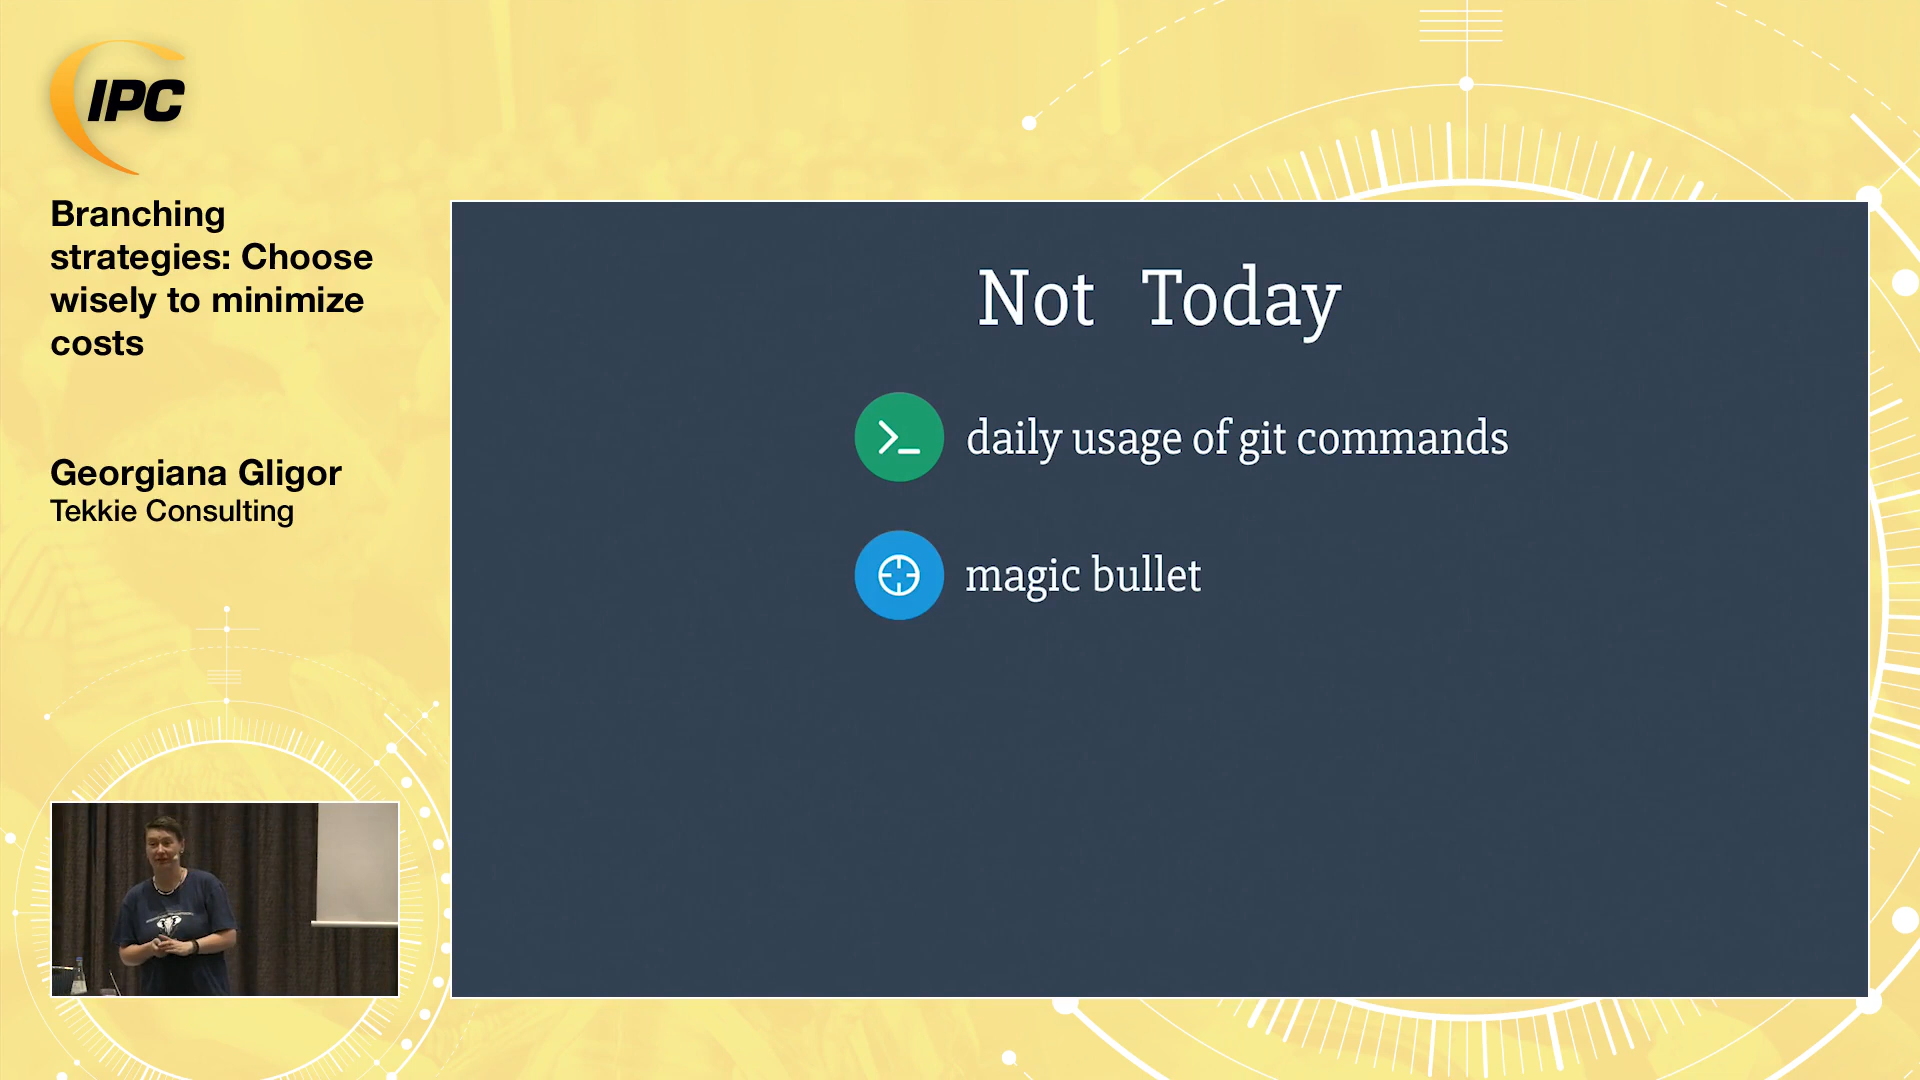 IPC
Branching
strategies: Choose
wisely to minimize
costs
Georgiana Gligor
Tekkie Consulting
Not Today
daily usage of git commands
magic bullet